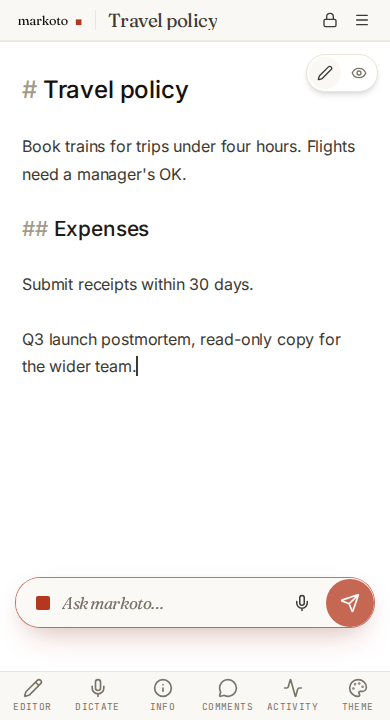 markoto
Travel policy
# Travel policy
Book trains for trips under four hours. Flights
need a manager's OK.
## Expenses
Submit receipts within 30 days.
Q3 launch postmortem, read-only copy for
the wider team.
Ask markoto...
EDITOR
DICTATE
INFO
COMMENTS
ACTIVITY
THEME